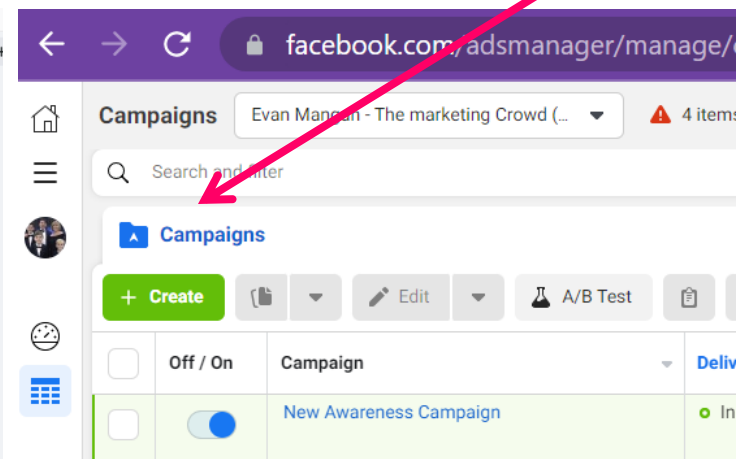 facebook.com/adsmanager/manage/
Campaigns Evan Mangan - The marketing Crowd (... 4 items
Search and filter
Campaigns
+ Create Edit A/B Test
Off / On Campaign Deliv
New Awareness Campaign In